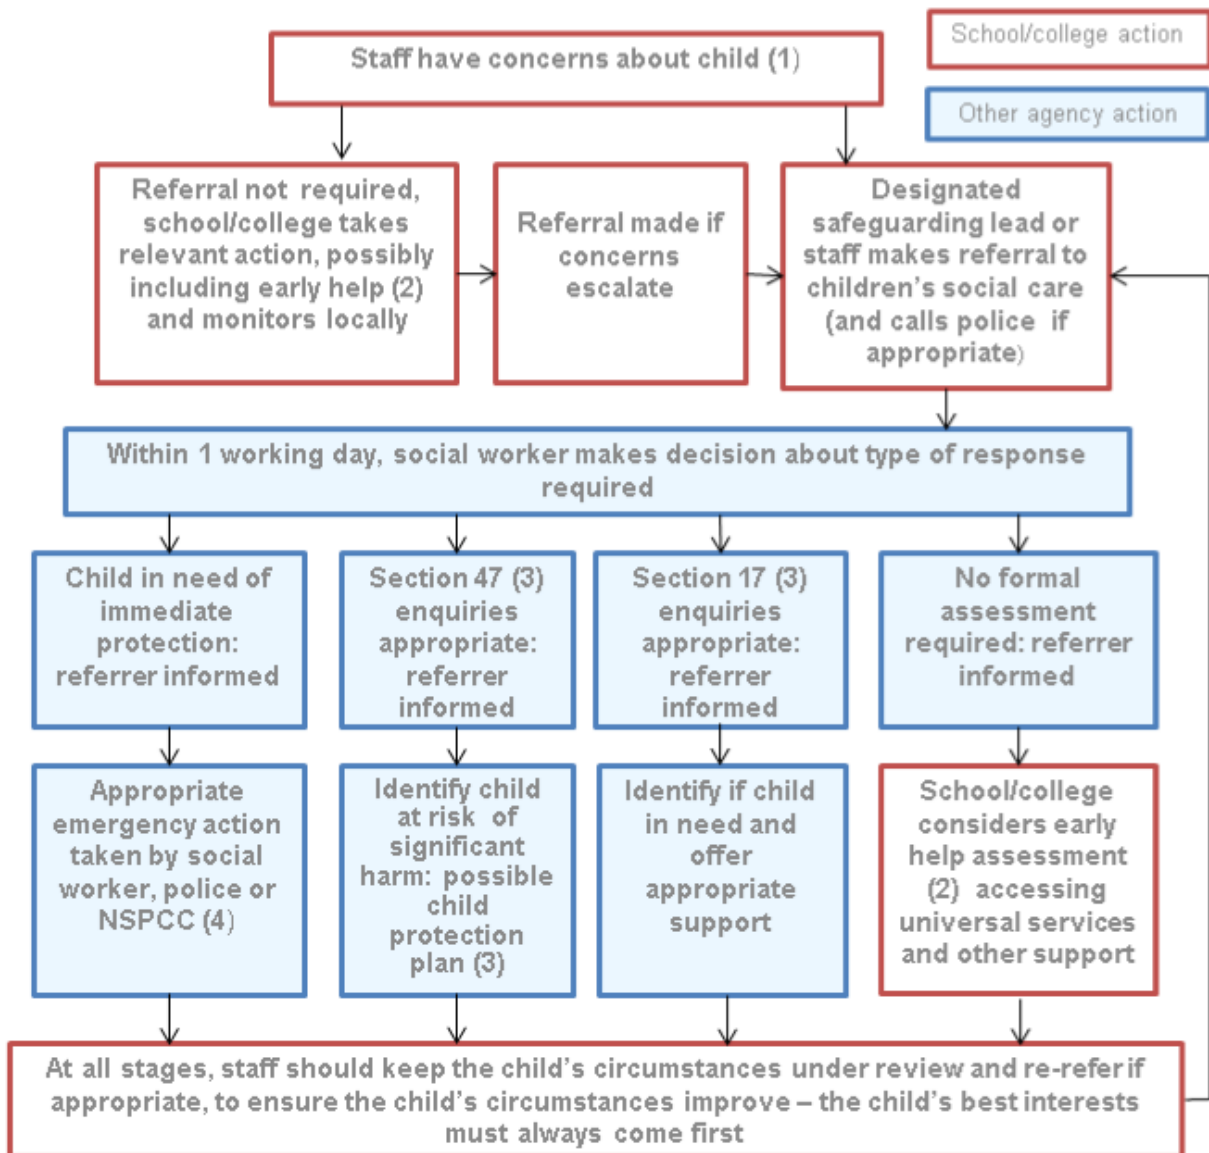 School/college action
Staff have concerns about child (1)
Other agency action
Referral not required,
school/college takes
relevant action, possibly
including early help (2)
and monitors locally
Referral made if
concerns
escalate
Designated
safeguarding lead or
staff makes referral to
children’s social care
(and calls police if
appropriate)
Within 1 working day, social worker makes decision about type of response
required
Child in need of
immediate
protection:
referrer informed
Section 47 (3)
enquiries
appropriate:
referrer
informed
Section 17 (3)
enquiries
appropriate:
referrer
informed
No formal
assessment
required: referrer
informed
Appropriate
emergency action
taken by social
worker, police or
NSPCC (4)
Identify child
at risk of
significant
harm: possible
child
protection
plan (3)
Identify if child
in need and
offer
appropriate
support
School/college
considers early
help assessment
(2) accessing
universal services
and other support
At all stages, staff should keep the child’s circumstances under review and re-refer if
appropriate, to ensure the child’s circumstances improve – the child’s best interests
must always come first